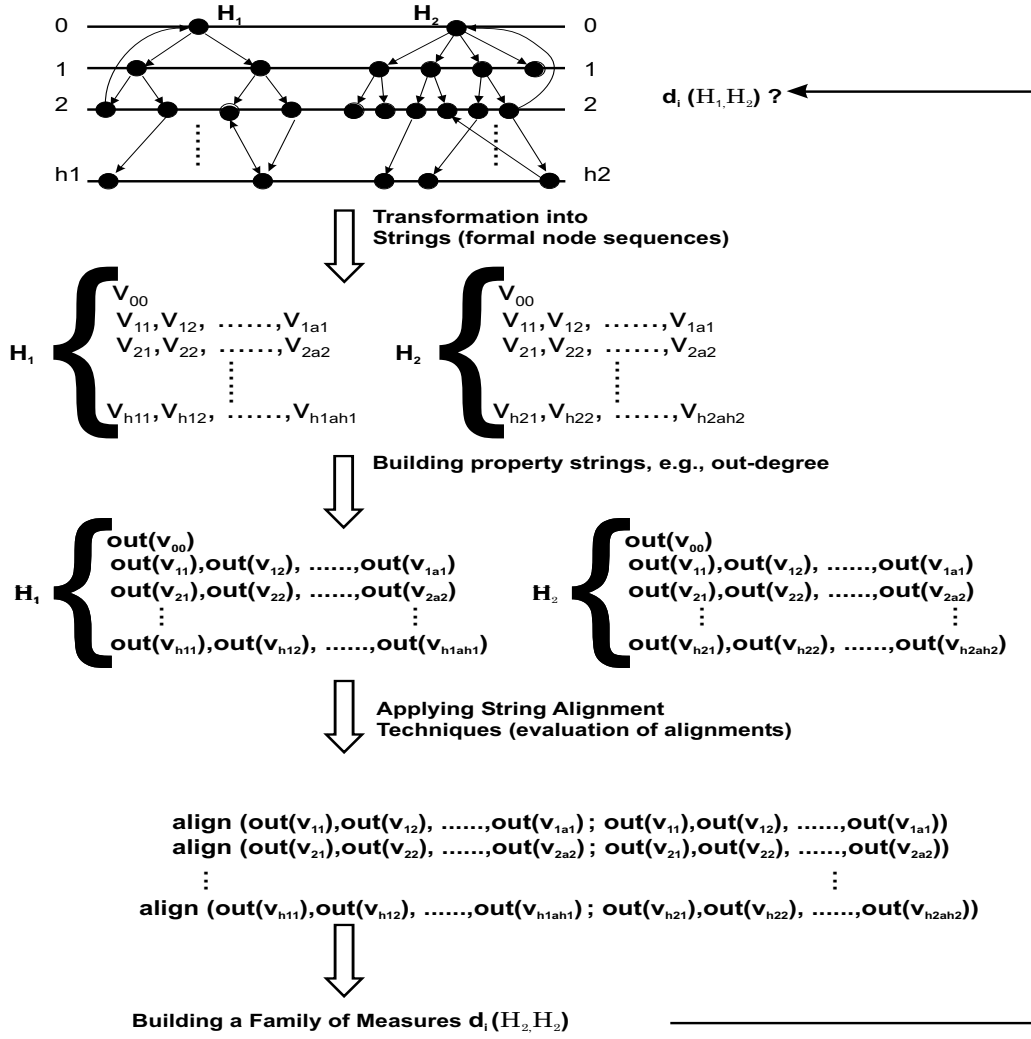 H₁ H₂
0 0
1 1
2 2
dᵢ (H₁,H₂) ?
h1 h2
Transformation into
Strings (formal node sequences)
V₀₀ V₀₀
V₁₁,V₁₂, ......,V₁ₐ₁ V₁₁,V₁₂, ......,V₁ₐ₁
H₁ V₂₁,V₂₂, ......,V₂ₐ₂ H₂ V₂₁,V₂₂, ......,V₂ₐ₂
Vₕ₁₁,Vₕ₁₂, ......,Vₕ₁ₐₕ₁ Vₕ₂₁,Vₕ₂₂, ......,Vₕ₂ₐₕ₂
Building property strings, e.g., out-degree
out(v₀₀) out(v₀₀)
out(v₁₁),out(v₁₂), ......,out(v₁ₐ₁) out(v₁₁),out(v₁₂), ......,out(v₁ₐ₁)
H₁ out(v₂₁),out(v₂₂), ......,out(v₂ₐ₂) H₂ out(v₂₁),out(v₂₂), ......,out(v₂ₐ₂)
out(vₕ₁₁),out(vₕ₁₂), ......,out(vₕ₁ₐₕ₁) out(vₕ₂₁),out(vₕ₂₂), ......,out(vₕ₂ₐₕ₂)
Applying String Alignment
Techniques (evaluation of alignments)
align (out(v₁₁),out(v₁₂), ......,out(v₁ₐ₁) ; out(v₁₁),out(v₁₂), ......,out(v₁ₐ₁))
align (out(v₂₁),out(v₂₂), ......,out(v₂ₐ₂) ; out(v₂₁),out(v₂₂), ......,out(v₂ₐ₂))
align (out(vₕ₁₁),out(vₕ₁₂), ......,out(vₕ₁ₐₕ₁) ; out(vₕ₂₁),out(vₕ₂₂), ......,out(vₕ₂ₐₕ₂))
Building a Family of Measures dᵢ (H₂,H₂)